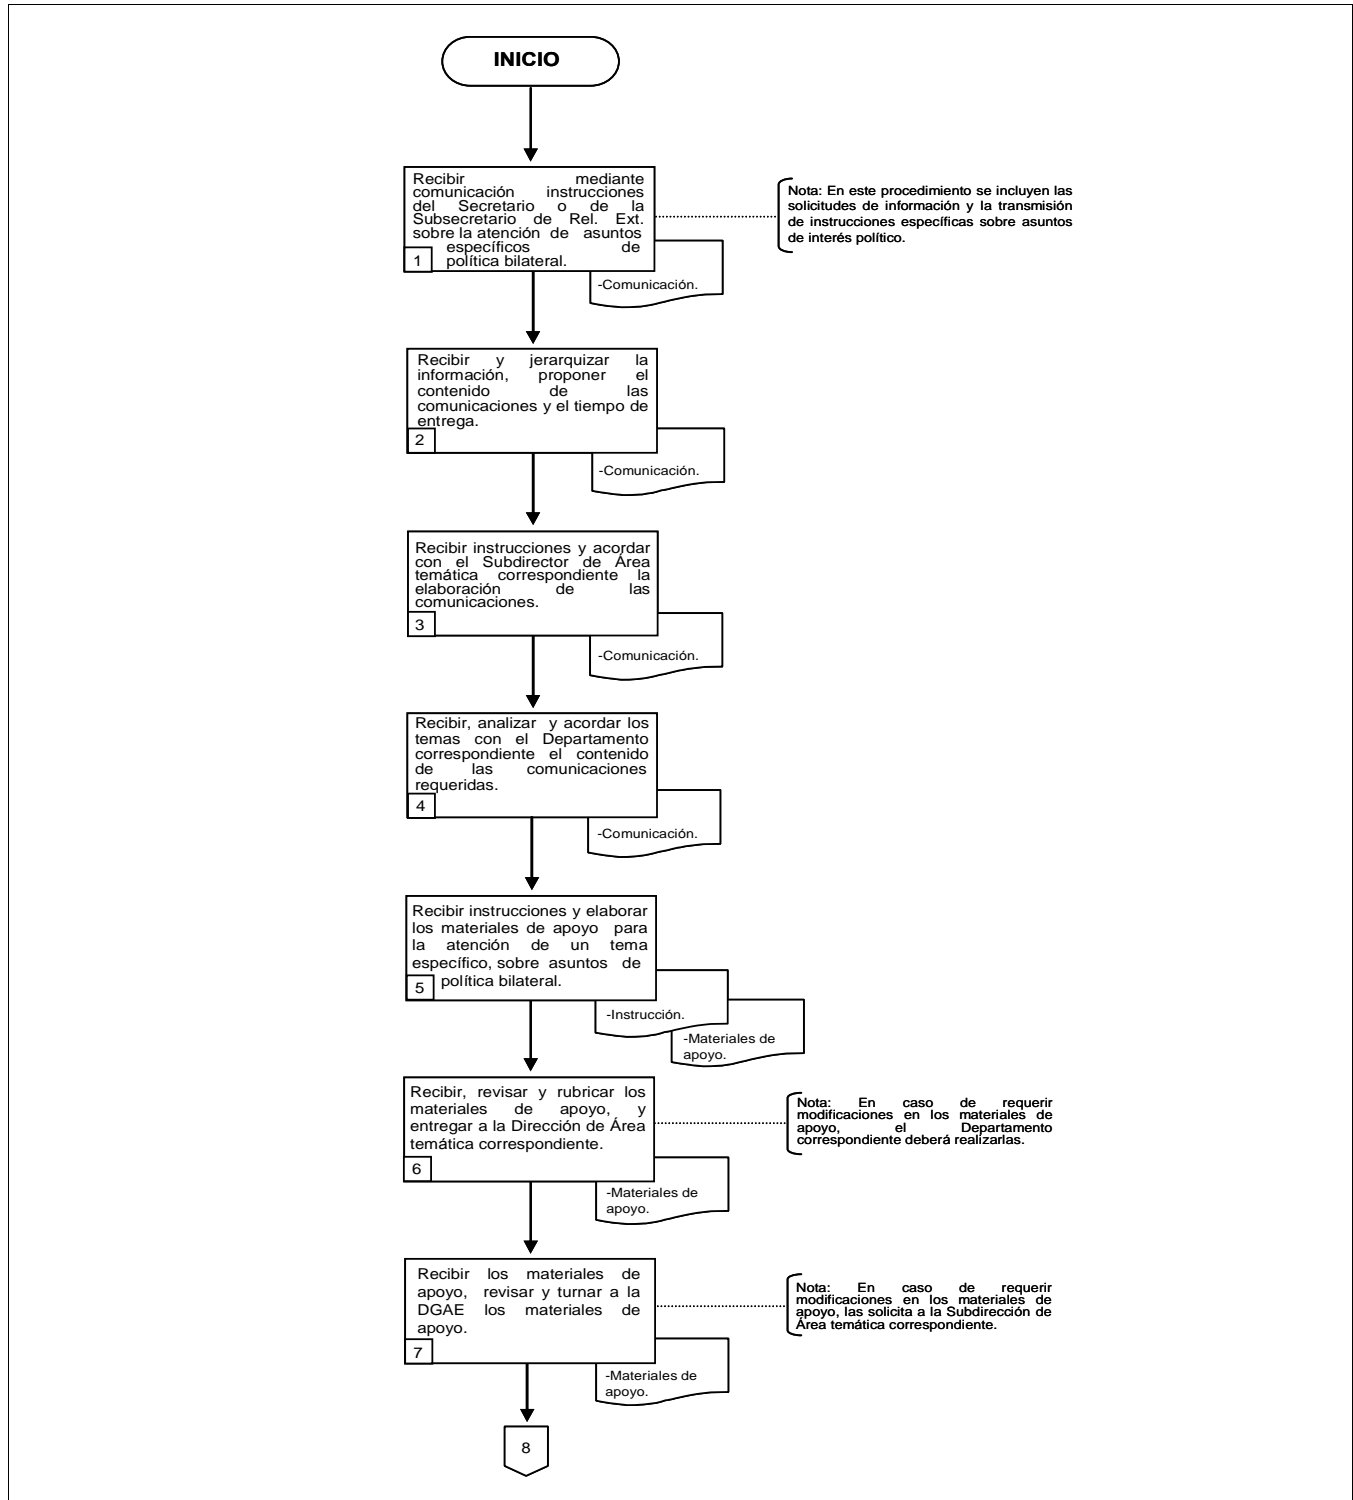 INICIO
Recibir mediante
comunicación instrucciones
del Secretario o de la
Subsecretario de Rel. Ext.
sobre la atención de asuntos
específicos de
política bilateral.
1
-Comunicación.
Nota: En este procedimiento se incluyen las
solicitudes de información y la transmisión
de instrucciones específicas sobre asuntos
de interés político.
Recibir y jerarquizar la
información, proponer el
contenido de las
comunicaciones y el tiempo de
entrega.
2
-Comunicación.
Recibir instrucciones y acordar
con el Subdirector de Área
temática correspondiente la
elaboración de las
comunicaciones.
3
-Comunicación.
Recibir, analizar y acordar los
temas con el Departamento
correspondiente el contenido
de las comunicaciones
requeridas.
4
-Comunicación.
Recibir instrucciones y elaborar
los materiales de apoyo para
la atención de un tema
específico, sobre asuntos de
política bilateral.
5
-Instrucción.
-Materiales de
apoyo.
Recibir, revisar y rubricar los
materiales de apoyo, y
entregar a la Dirección de Área
temática correspondiente.
6
-Materiales de
apoyo.
Nota: En caso de requerir
modificaciones en los materiales de
apoyo, el Departamento
correspondiente deberá realizarlas.
Recibir los materiales de
apoyo, revisar y turnar a la
DGAE los materiales de
apoyo.
7
-Materiales de
apoyo.
Nota: En caso de requerir
modificaciones en los materiales de
apoyo, las solicita a la Subdirección de
Área temática correspondiente.
8